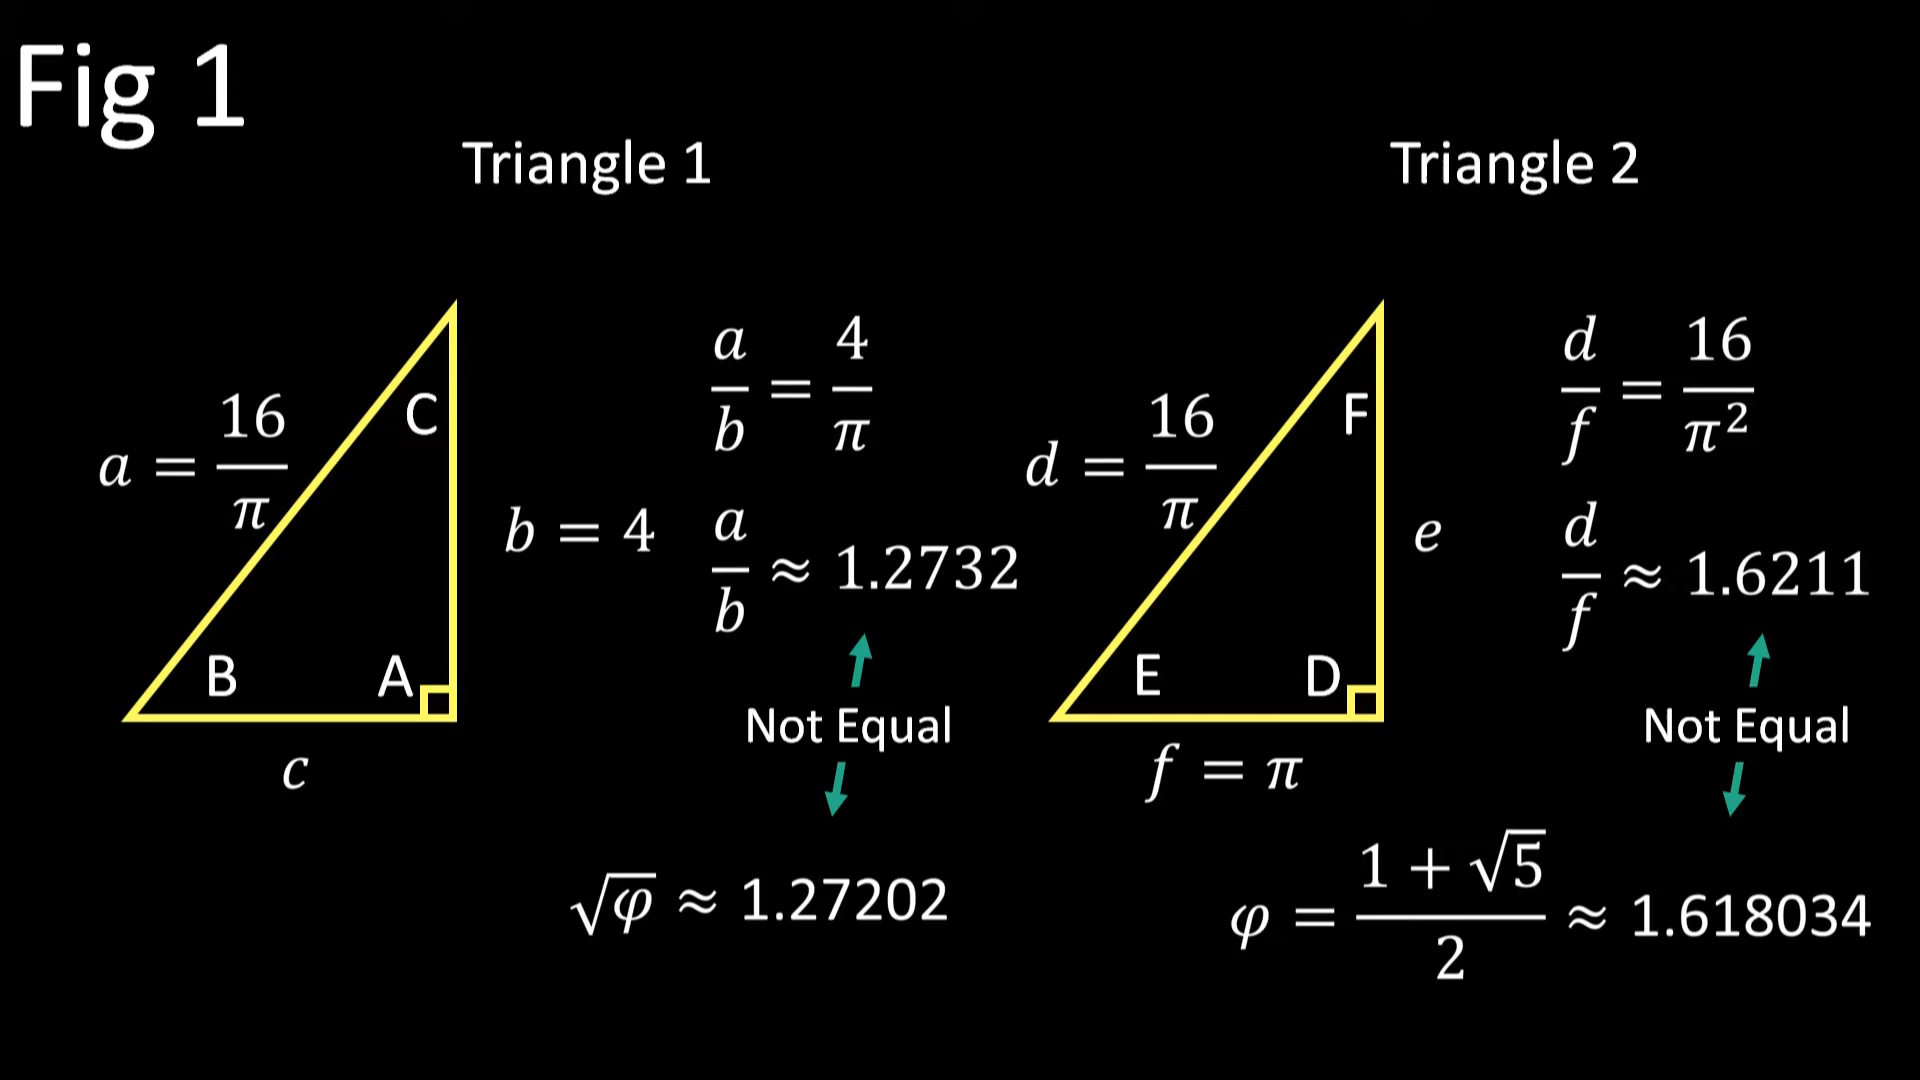 Fig 1
Triangle 1
Triangle 2
a = 16/π
C
b = 4
B
A
c
a/b = 4/π
a/b ≈ 1.2732
Not Equal
√φ ≈ 1.27202
d = 16/π
F
e
E
D
f = π
d/f = 16/π²
d/f ≈ 1.6211
Not Equal
φ = (1 + √5)/2 ≈ 1.618034